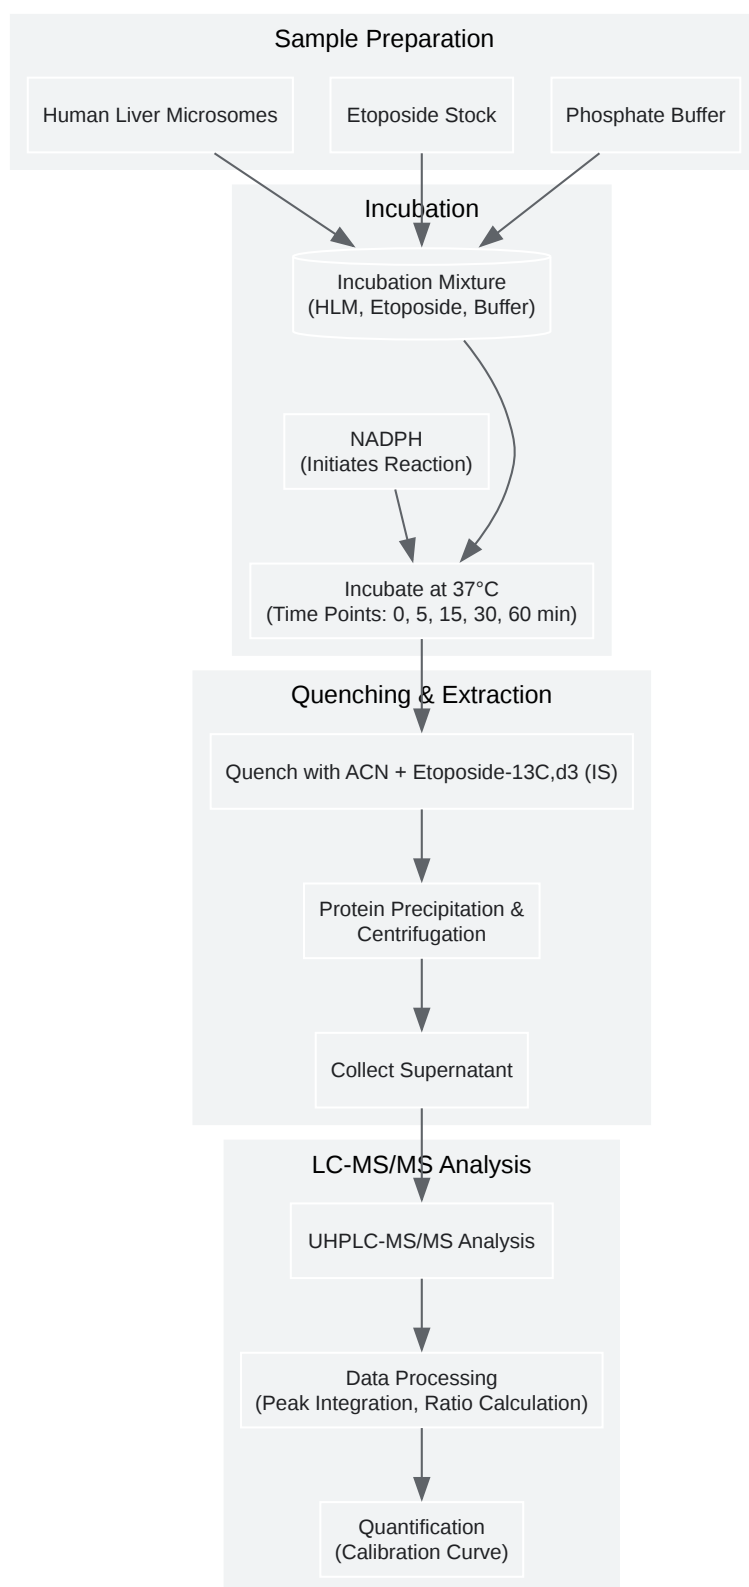 Sample Preparation
Human Liver Microsomes
Etoposide Stock
Phosphate Buffer
Incubation
Incubation Mixture
(HLM, Etoposide, Buffer)
NADPH
(Initiates Reaction)
Incubate at 37°C
(Time Points: 0, 5, 15, 30, 60 min)
Quenching & Extraction
Quench with ACN + Etoposide-13C,d3 (IS)
Protein Precipitation &
Centrifugation
Collect Supernatant
LC-MS/MS Analysis
UHPLC-MS/MS Analysis
Data Processing
(Peak Integration, Ratio Calculation)
Quantification
(Calibration Curve)